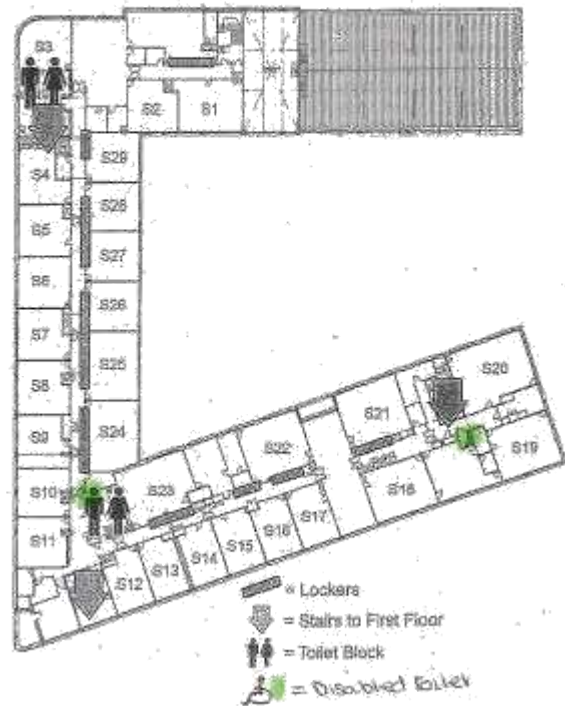 S3
S2 S1
S4 S29
S5 S28
S6 S27
S7 S26
S8 S25
S9 S24
S10 S23 S22 S21 S20
S11 S12 S13 S14 S15 S16 S17 S18 S19
= Lockers
= Stairs to First Floor
= Toilet Block
= Disabled toilet